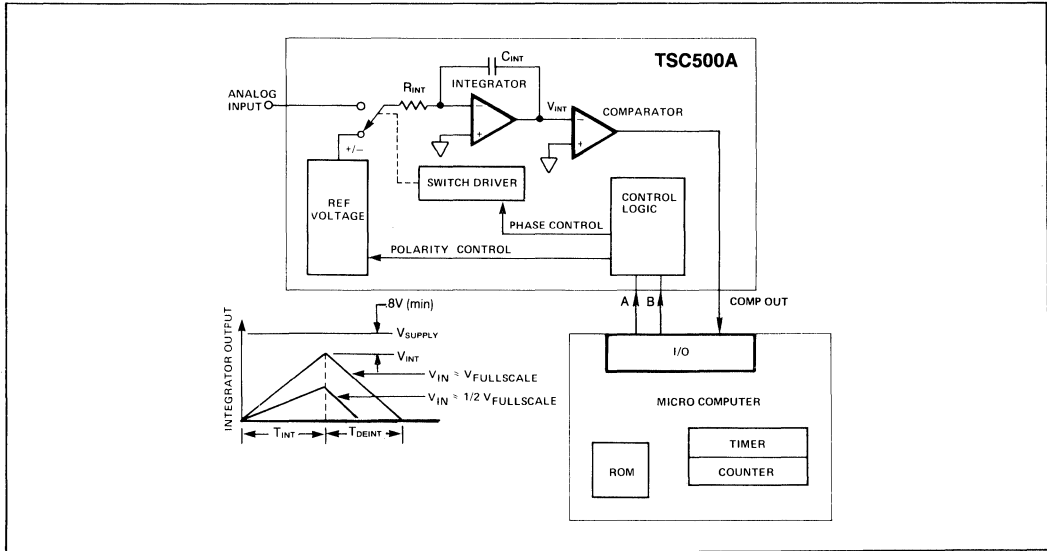 TSC500A
CINT
INTEGRATOR
RINT
ANALOG
INPUT
VINT
COMPARATOR
−
+
−
+
+/−
SWITCH DRIVER
CONTROL
LOGIC
REF
VOLTAGE
PHASE CONTROL
POLARITY CONTROL
A
B
COMP OUT
.8V (min)
VSUPPLY
INTEGRATOR OUTPUT
VINT
VIN ≈ VFULLSCALE
VIN ≈ 1/2 VFULLSCALE
TINT
TDEINT
I/O
MICRO COMPUTER
TIMER
ROM
COUNTER